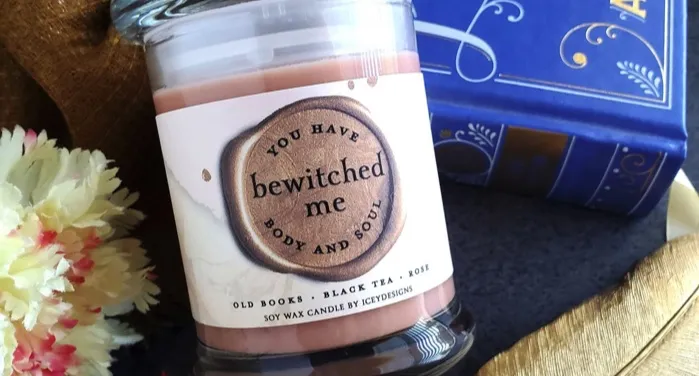 YOU HAVE
bewitched
me
BODY AND SOUL
OLD BOOKS · BLACK TEA · ROSE
SOY WAX CANDLE BY ICEYDESIGNS